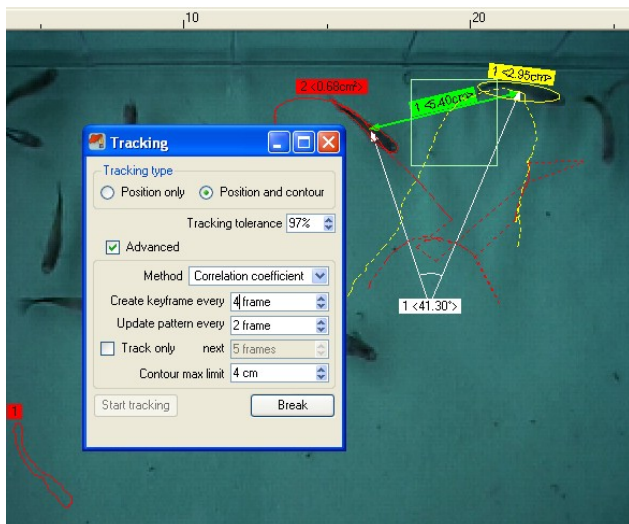 10
20
1 <2.95cm>
2 <0.68cm²>
1 <5.40cm>
Tracking
Tracking type
Position only
Position and contour
Tracking tolerance 97%
Advanced
Method Correlation coefficient
Create keyframe every 4 frame
Update pattern every 2 frame
Track only next 5 frames
Contour max limit 4 cm
Start tracking Break
1 <41.30°>
1